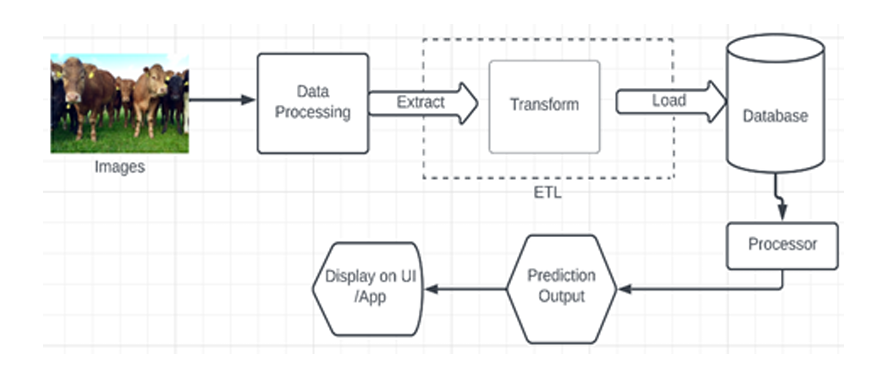 Data
Processing
Extract
Transform
Load
Database
Images
ETL
Processor
Display on UI
/App
Prediction
Output